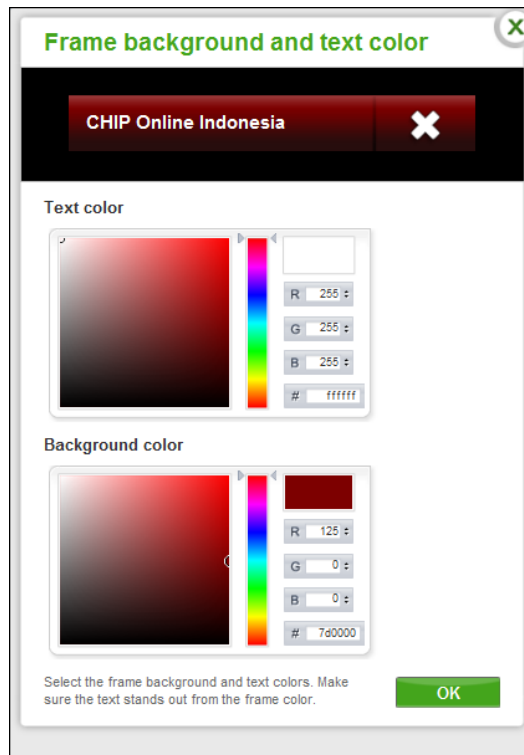 X
Frame background and text color
CHIP Online Indonesia
Text color
R 255
G 255
B 255
# ffffff
Background color
R 125
G 0
B 0
# 7d0000
Select the frame background and text colors. Make
sure the text stands out from the frame color.
OK